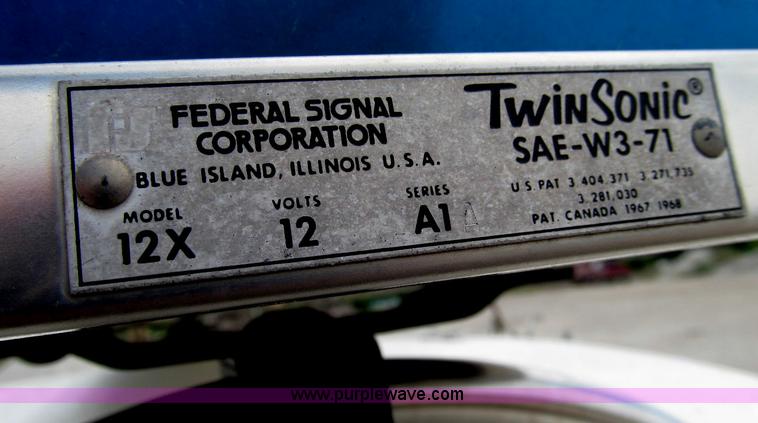 FEDERAL SIGNAL
CORPORATION
BLUE ISLAND, ILLINOIS U.S.A.
MODEL
12X
VOLTS
12
SERIES
A1
TWINSONIC®
SAE-W3-71
U.S. PAT 3,404,371 3,271,735
3,281,030
PAT. CANADA 1967 1968
www.purplewave.com